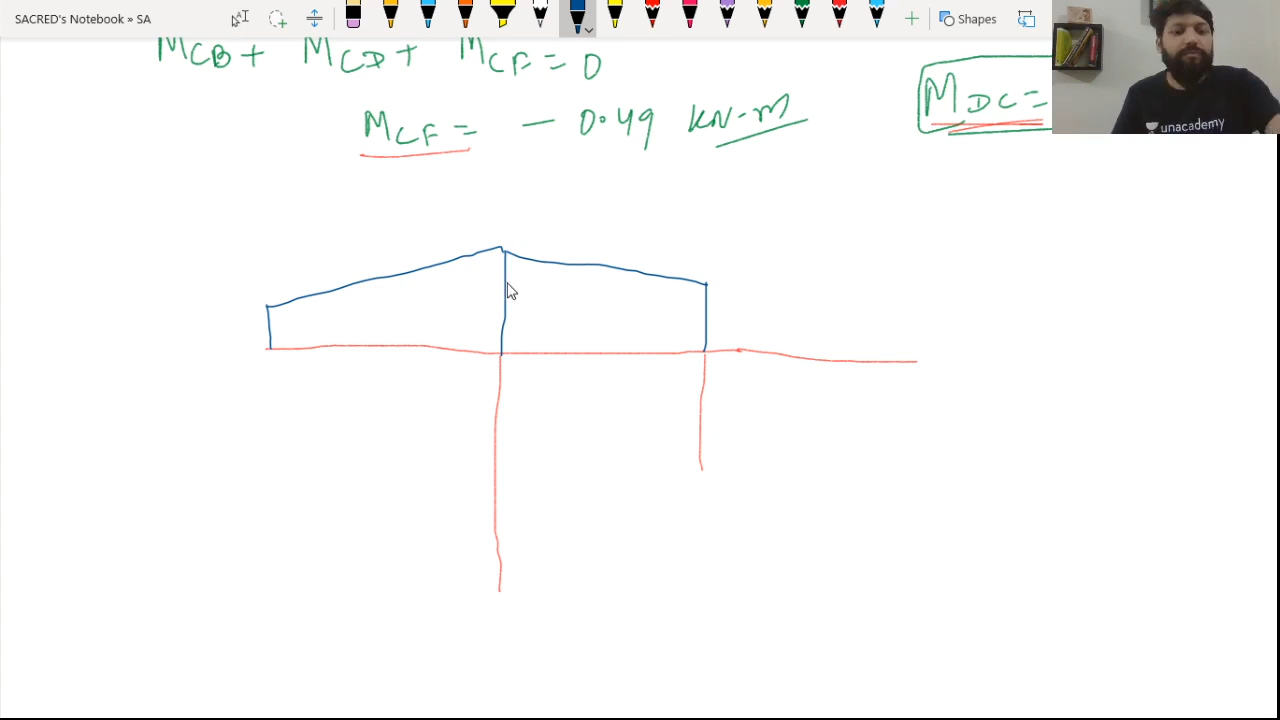 SACRED's Notebook » SA
Shapes
MCB + MCD + MCF = 0
MCF = - 0.49 KN-m
MDC =
unacademy